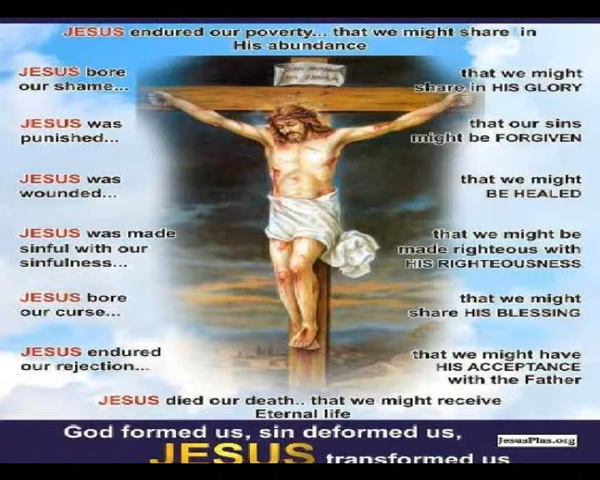 JESUS endured our poverty... that we might share in
His abundance
JESUS bore
our shame...
that we might
share in HIS GLORY
JESUS was
punished...
that our sins
might be FORGIVEN
JESUS was
wounded...
that we might
BE HEALED
JESUS was made
sinful with our
sinfulness...
that we might be
made righteous with
HIS RIGHTEOUSNESS
JESUS bore
our curse...
that we might
share HIS BLESSING
JESUS endured
our rejection...
that we might have
HIS ACCEPTANCE
with the Father
JESUS died our death.. that we might receive
Eternal life
God formed us, sin deformed us,
JesusPlus.org
JESUS transformed us